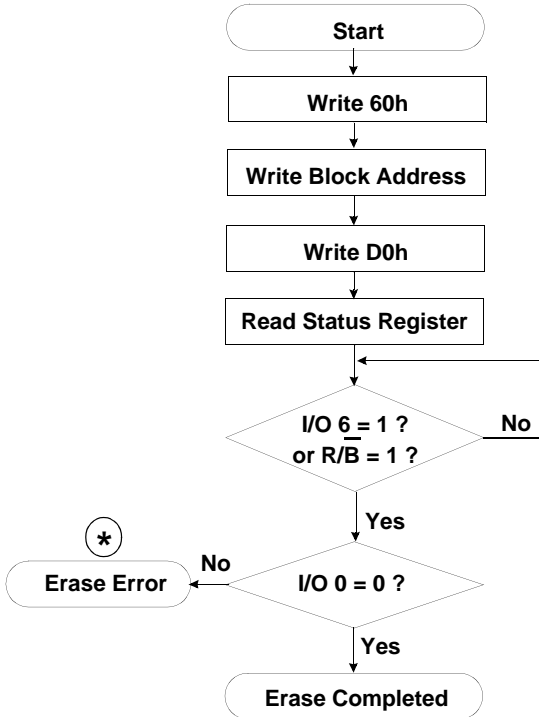 Start
Write 60h
Write Block Address
Write D0h
Read Status Register
I/O 6 = 1 ?
or R/B̅ = 1 ?
No
Yes
*
Erase Error
No
I/O 0 = 0 ?
Yes
Erase Completed